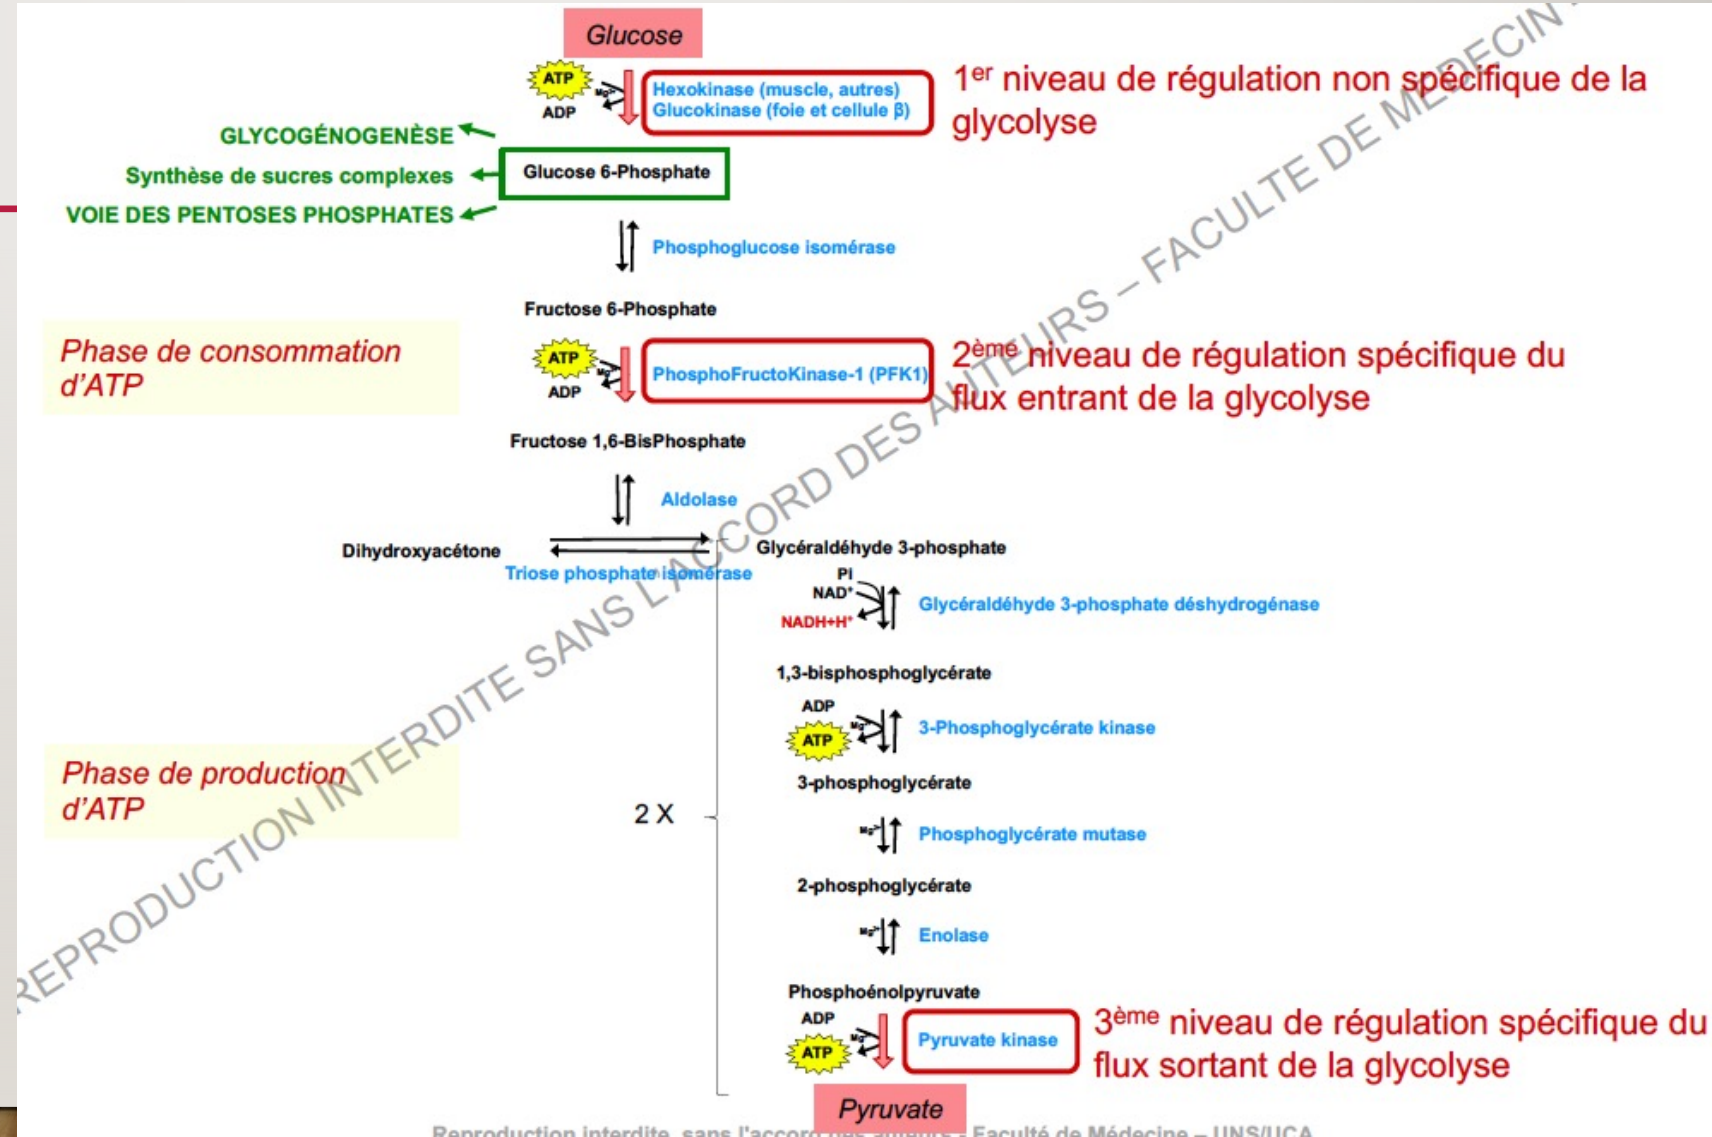 Glucose
ATP
Mg²⁺
ADP
Hexokinase (muscle, autres)
Glucokinase (foie et cellule β)
1er niveau de régulation non spécifique de la
glycolyse
GLYCOGÉNOGENÈSE
Synthèse de sucres complexes
VOIE DES PENTOSES PHOSPHATES
Glucose 6-Phosphate
Phosphoglucose isomérase
Fructose 6-Phosphate
Phase de consommation
d'ATP
ATP
Mg²⁺
ADP
PhosphoFructoKinase-1 (PFK1)
2ème niveau de régulation spécifique du
flux entrant de la glycolyse
Fructose 1,6-BisPhosphate
Aldolase
Dihydroxyacétone
Triose phosphate isomérase
Glycéraldéhyde 3-phosphate
Pi
NAD⁺
NADH+H⁺
Glycéraldéhyde 3-phosphate déshydrogénase
1,3-bisphosphoglycérate
ADP
Mg²⁺
ATP
3-Phosphoglycérate kinase
Phase de production
d'ATP
2 X
3-phosphoglycérate
Mg²⁺
Phosphoglycérate mutase
2-phosphoglycérate
Mg²⁺
Enolase
Phosphoénolpyruvate
ADP
Mg²⁺
ATP
Pyruvate kinase
3ème niveau de régulation spécifique du
flux sortant de la glycolyse
Pyruvate
REPRODUCTION INTERDITE SANS L'ACCORD DES AUTEURS – FACULTE DE MEDECIN
Reproduction interdite, sans l'accord des auteurs - Faculté de Médecine – UNS/UCA